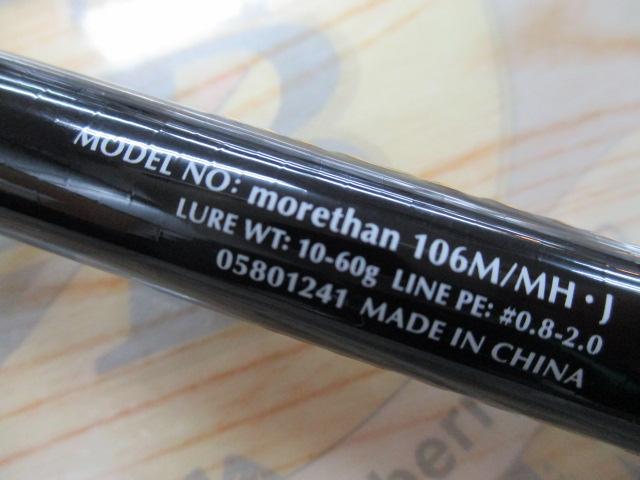 MODEL NO: morethan 106M/MH・J
LURE WT: 10-60g LINE PE: #0.8-2.0
05801241 MADE IN CHINA